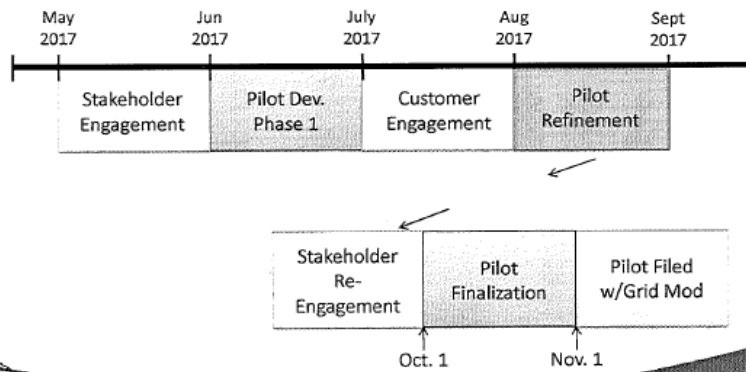 May Jun July Aug Sept
2017 2017 2017 2017 2017
Stakeholder
Engagement
Pilot Dev.
Phase 1
Customer
Engagement
Pilot
Refinement
Stakeholder
Re-
Engagement
Pilot
Finalization
Pilot Filed
w/Grid Mod
Oct. 1 Nov. 1